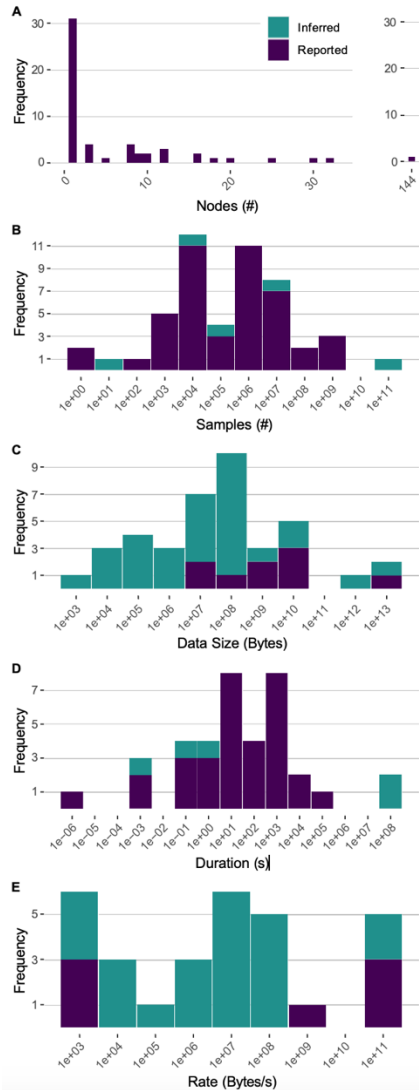 A
Inferred
Reported
30
20
10
0
Frequency
0
10
20
30
Nodes (#)
30
20
10
0
144
B
11
9
7
5
3
1
Frequency
1e+00
1e+01
1e+02
1e+03
1e+04
1e+05
1e+06
1e+07
1e+08
1e+09
1e+10
1e+11
Samples (#)
C
9
7
5
3
1
Frequency
1e+03
1e+04
1e+05
1e+06
1e+07
1e+08
1e+09
1e+10
1e+11
1e+12
1e+13
Data Size (Bytes)
D
7
5
3
1
Frequency
1e−06
1e−05
1e−04
1e−03
1e−02
1e−01
1e+00
1e+01
1e+02
1e+03
1e+04
1e+05
1e+06
1e+07
1e+08
Duration (s)
E
5
3
1
Frequency
1e+03
1e+04
1e+05
1e+06
1e+07
1e+08
1e+09
1e+10
1e+11
Rate (Bytes/s)